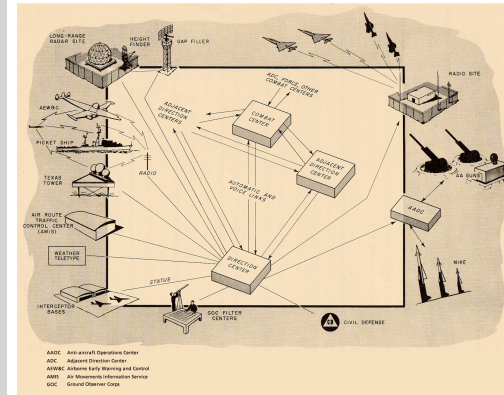 LONG-RANGE
RADAR SITE
HEIGHT
FINDER
GAP FILLER
RADIO SITE
AEW&C
ADJACENT
DIRECTION
CENTERS
ADC, FORCE, OTHER
COMBAT CENTERS
COMBAT
CENTER
PICKET SHIP
RADIO
ADJACENT
DIRECTION
CENTER
AA GUNS
TEXAS
TOWER
AUTOMATIC AND
VOICE LINKS
AAOC
AIR ROUTE
TRAFFIC
CONTROL CENTER
(AMIS)
WEATHER
TELETYPE
DIRECTION
CENTER
NIKE
STATUS
INTERCEPTOR
BASES
GOC FILTER
CENTERS
CD
CIVIL DEFENSE
AAOC Anti-aircraft Operations Center
ADC Adjacent Direction Center
AEW&C Airborne Early Warning and Control
AMIS Air Movements Information Service
GOC Ground Observer Corps